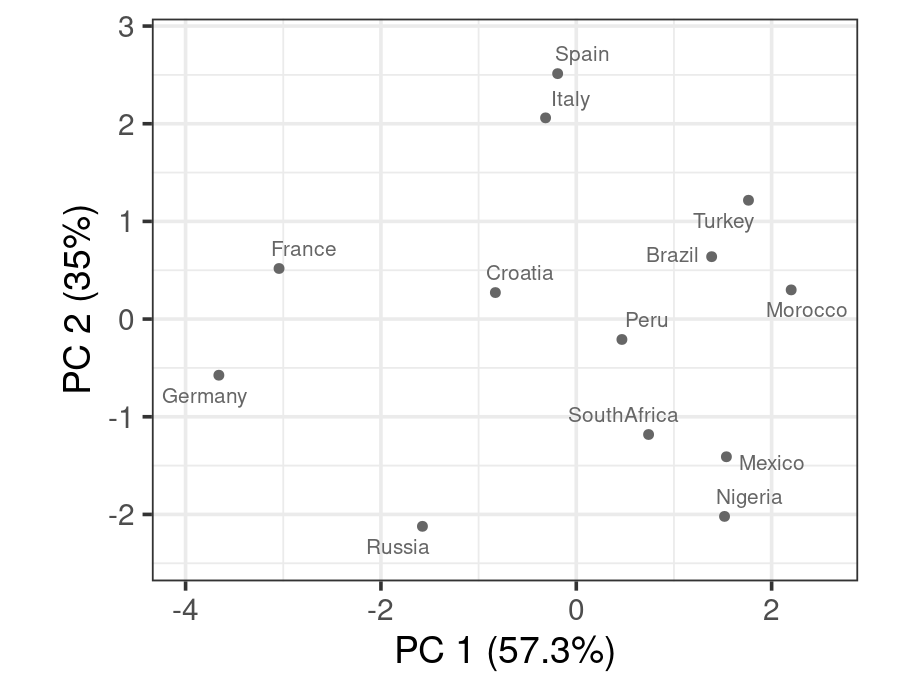 3
Spain
Italy
2
Turkey
1
France
Brazil
Croatia
Morocco
0
Peru
Germany
SouthAfrica
-1
Mexico
Nigeria
-2
Russia
PC 2 (35%)
-4
-2
0
2
PC 1 (57.3%)